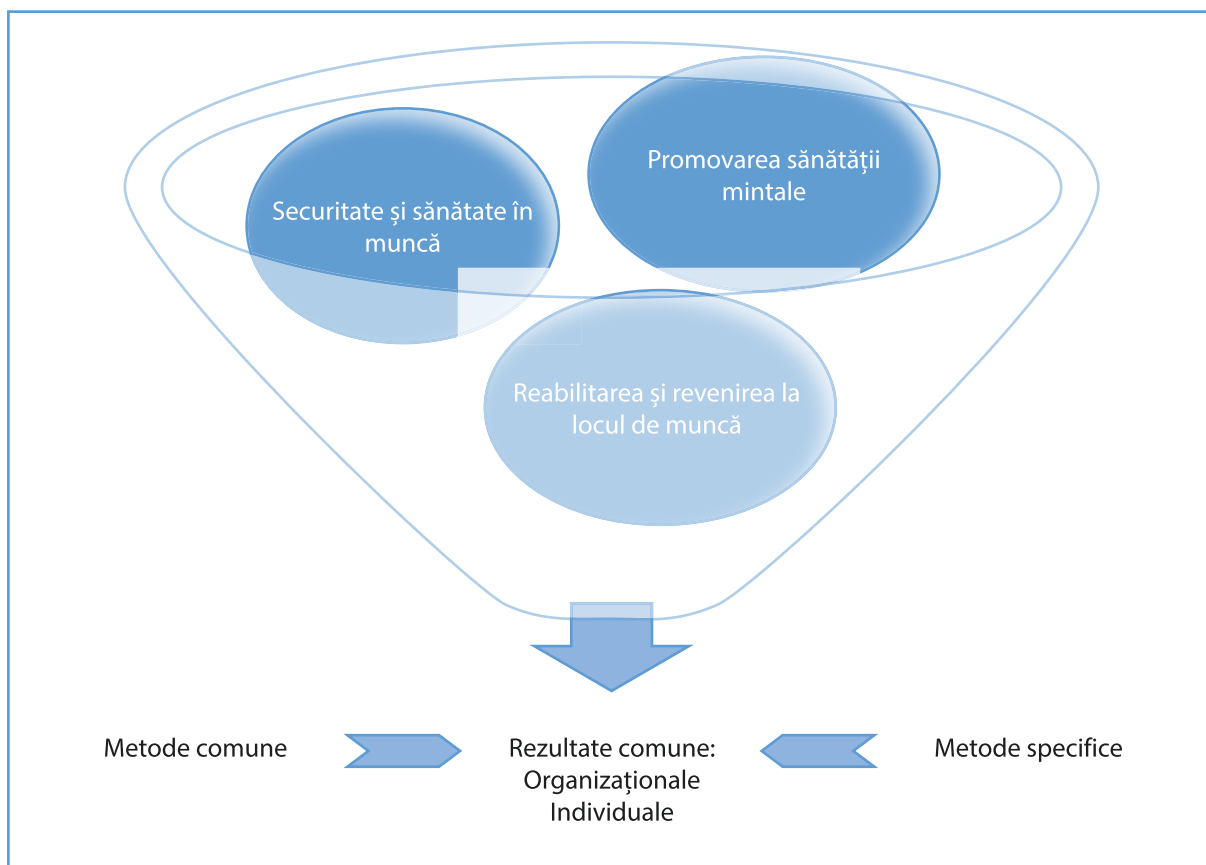 Promovarea sănătății
mintale
Securitate și sănătate în
muncă
Reabilitarea și revenirea la
locul de muncă
Metode comune
Rezultate comune:
Organizaționale
Individuale
Metode specifice